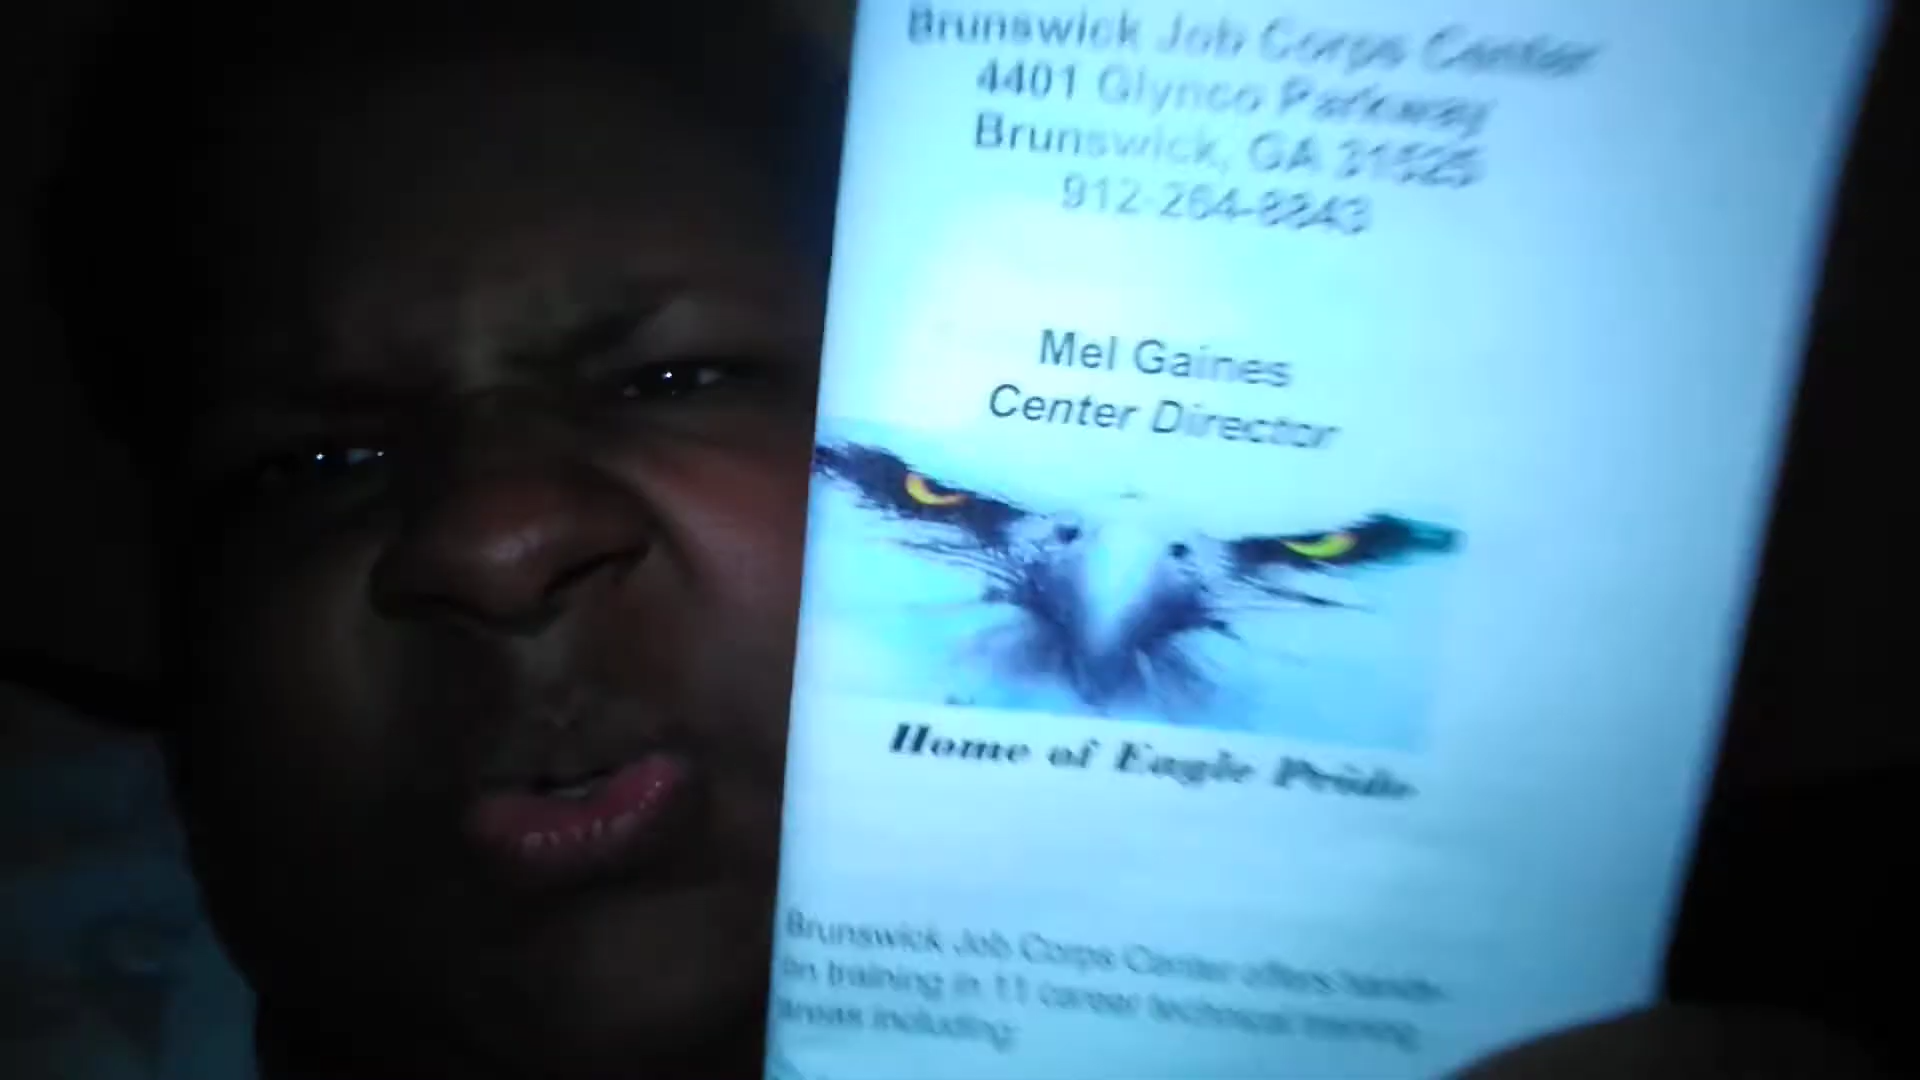 Brunswick Job Corps Center
4401 Glynco Parkway
Brunswick, GA 31525
912-264-8843
Mel Gaines
Center Director
Home of Eagle Pride
Brunswick Job Corps Center offers hands-
on training in 11 career technical training
areas including: